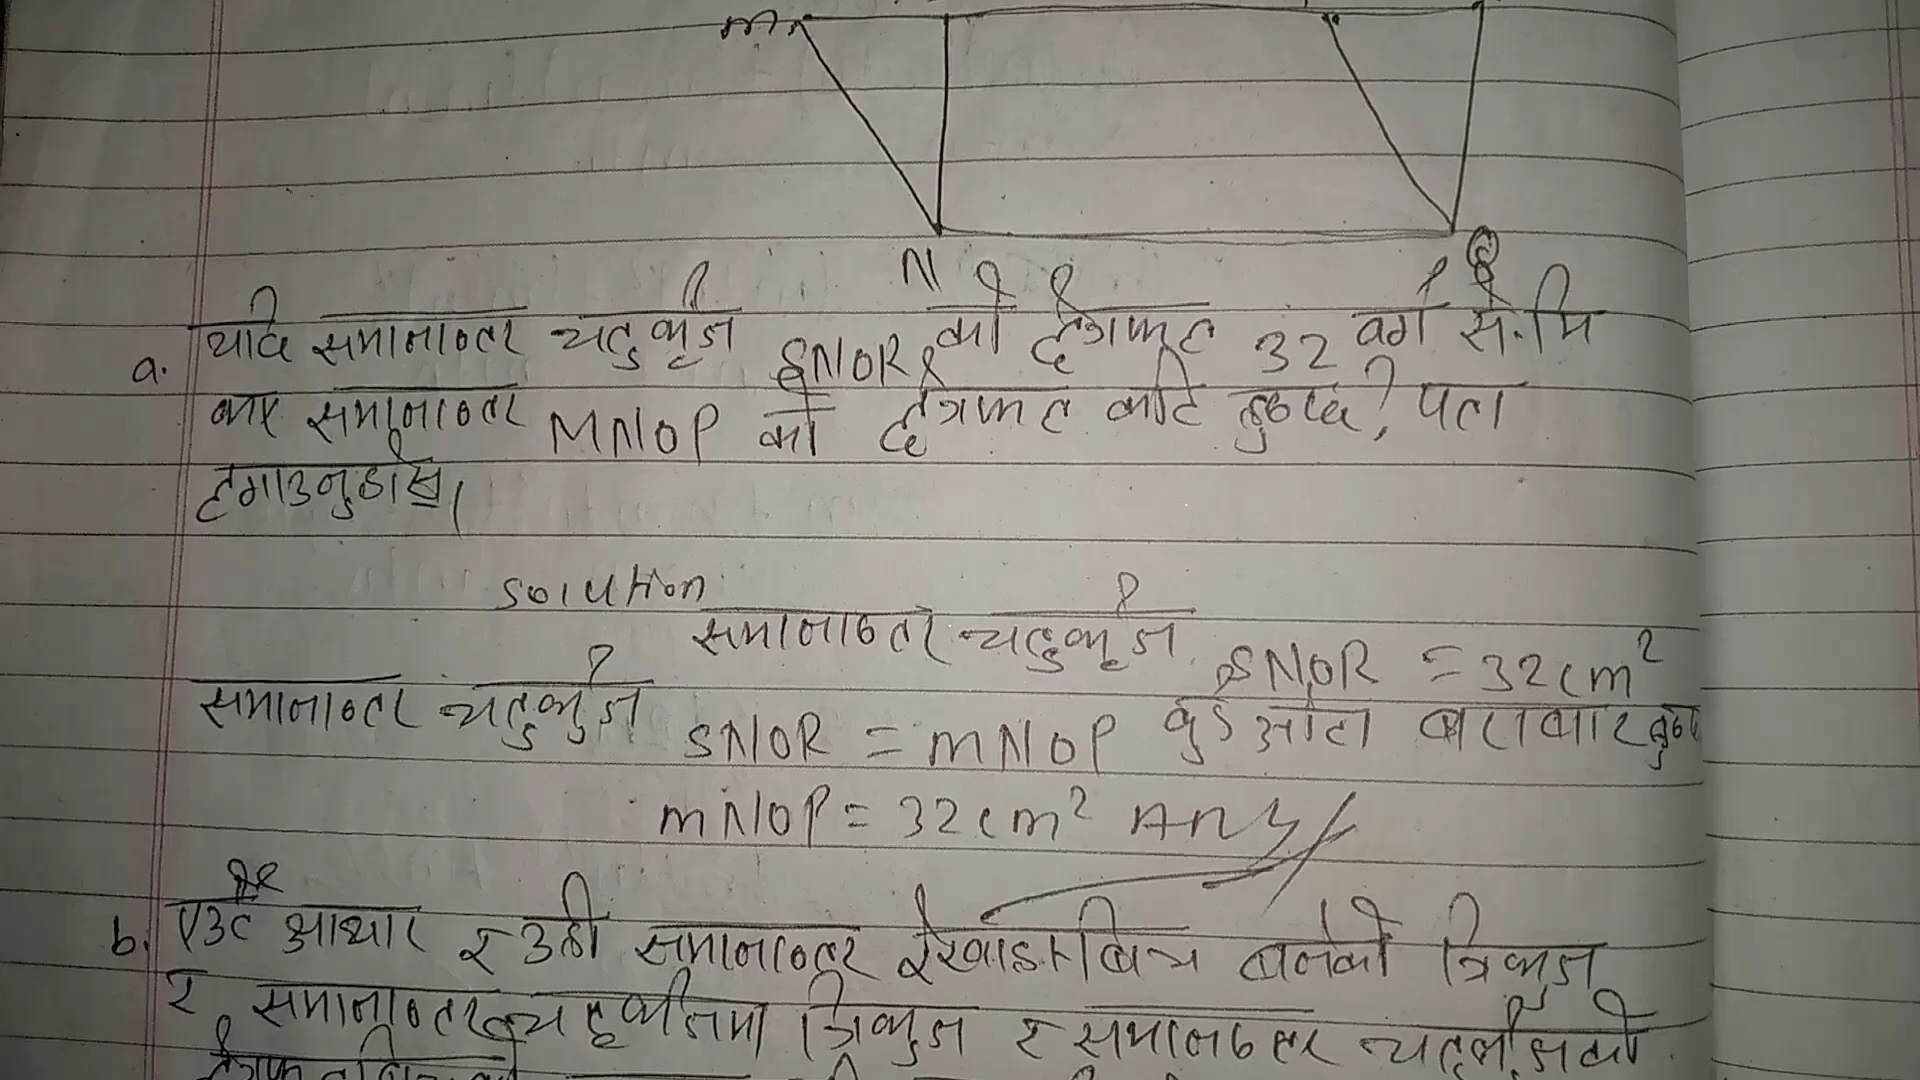 m
N
a. यदि समानान्तर चतुर्भुज SNOR को क्षेत्रफल 32 वर्ग से.मि
भए समानान्तर MNOP को क्षेत्रफल कति हुन्छ, पत्ता
लगाउनुहोस्।
Solution
समानान्तर चतुर्भुज SNOR = 32cm²
समानान्तर चतुर्भुज SNOR = MNOP दुईओटा बराबर हुन्छ
MNOP = 32cm² Ans
b. एउटै आधार र उही समानान्तर रेखाहरु बिच बनेको त्रिभुज
र समानान्तर चतुर्भुजमा त्रिभुज र समानान्तर चतुर्भुजको